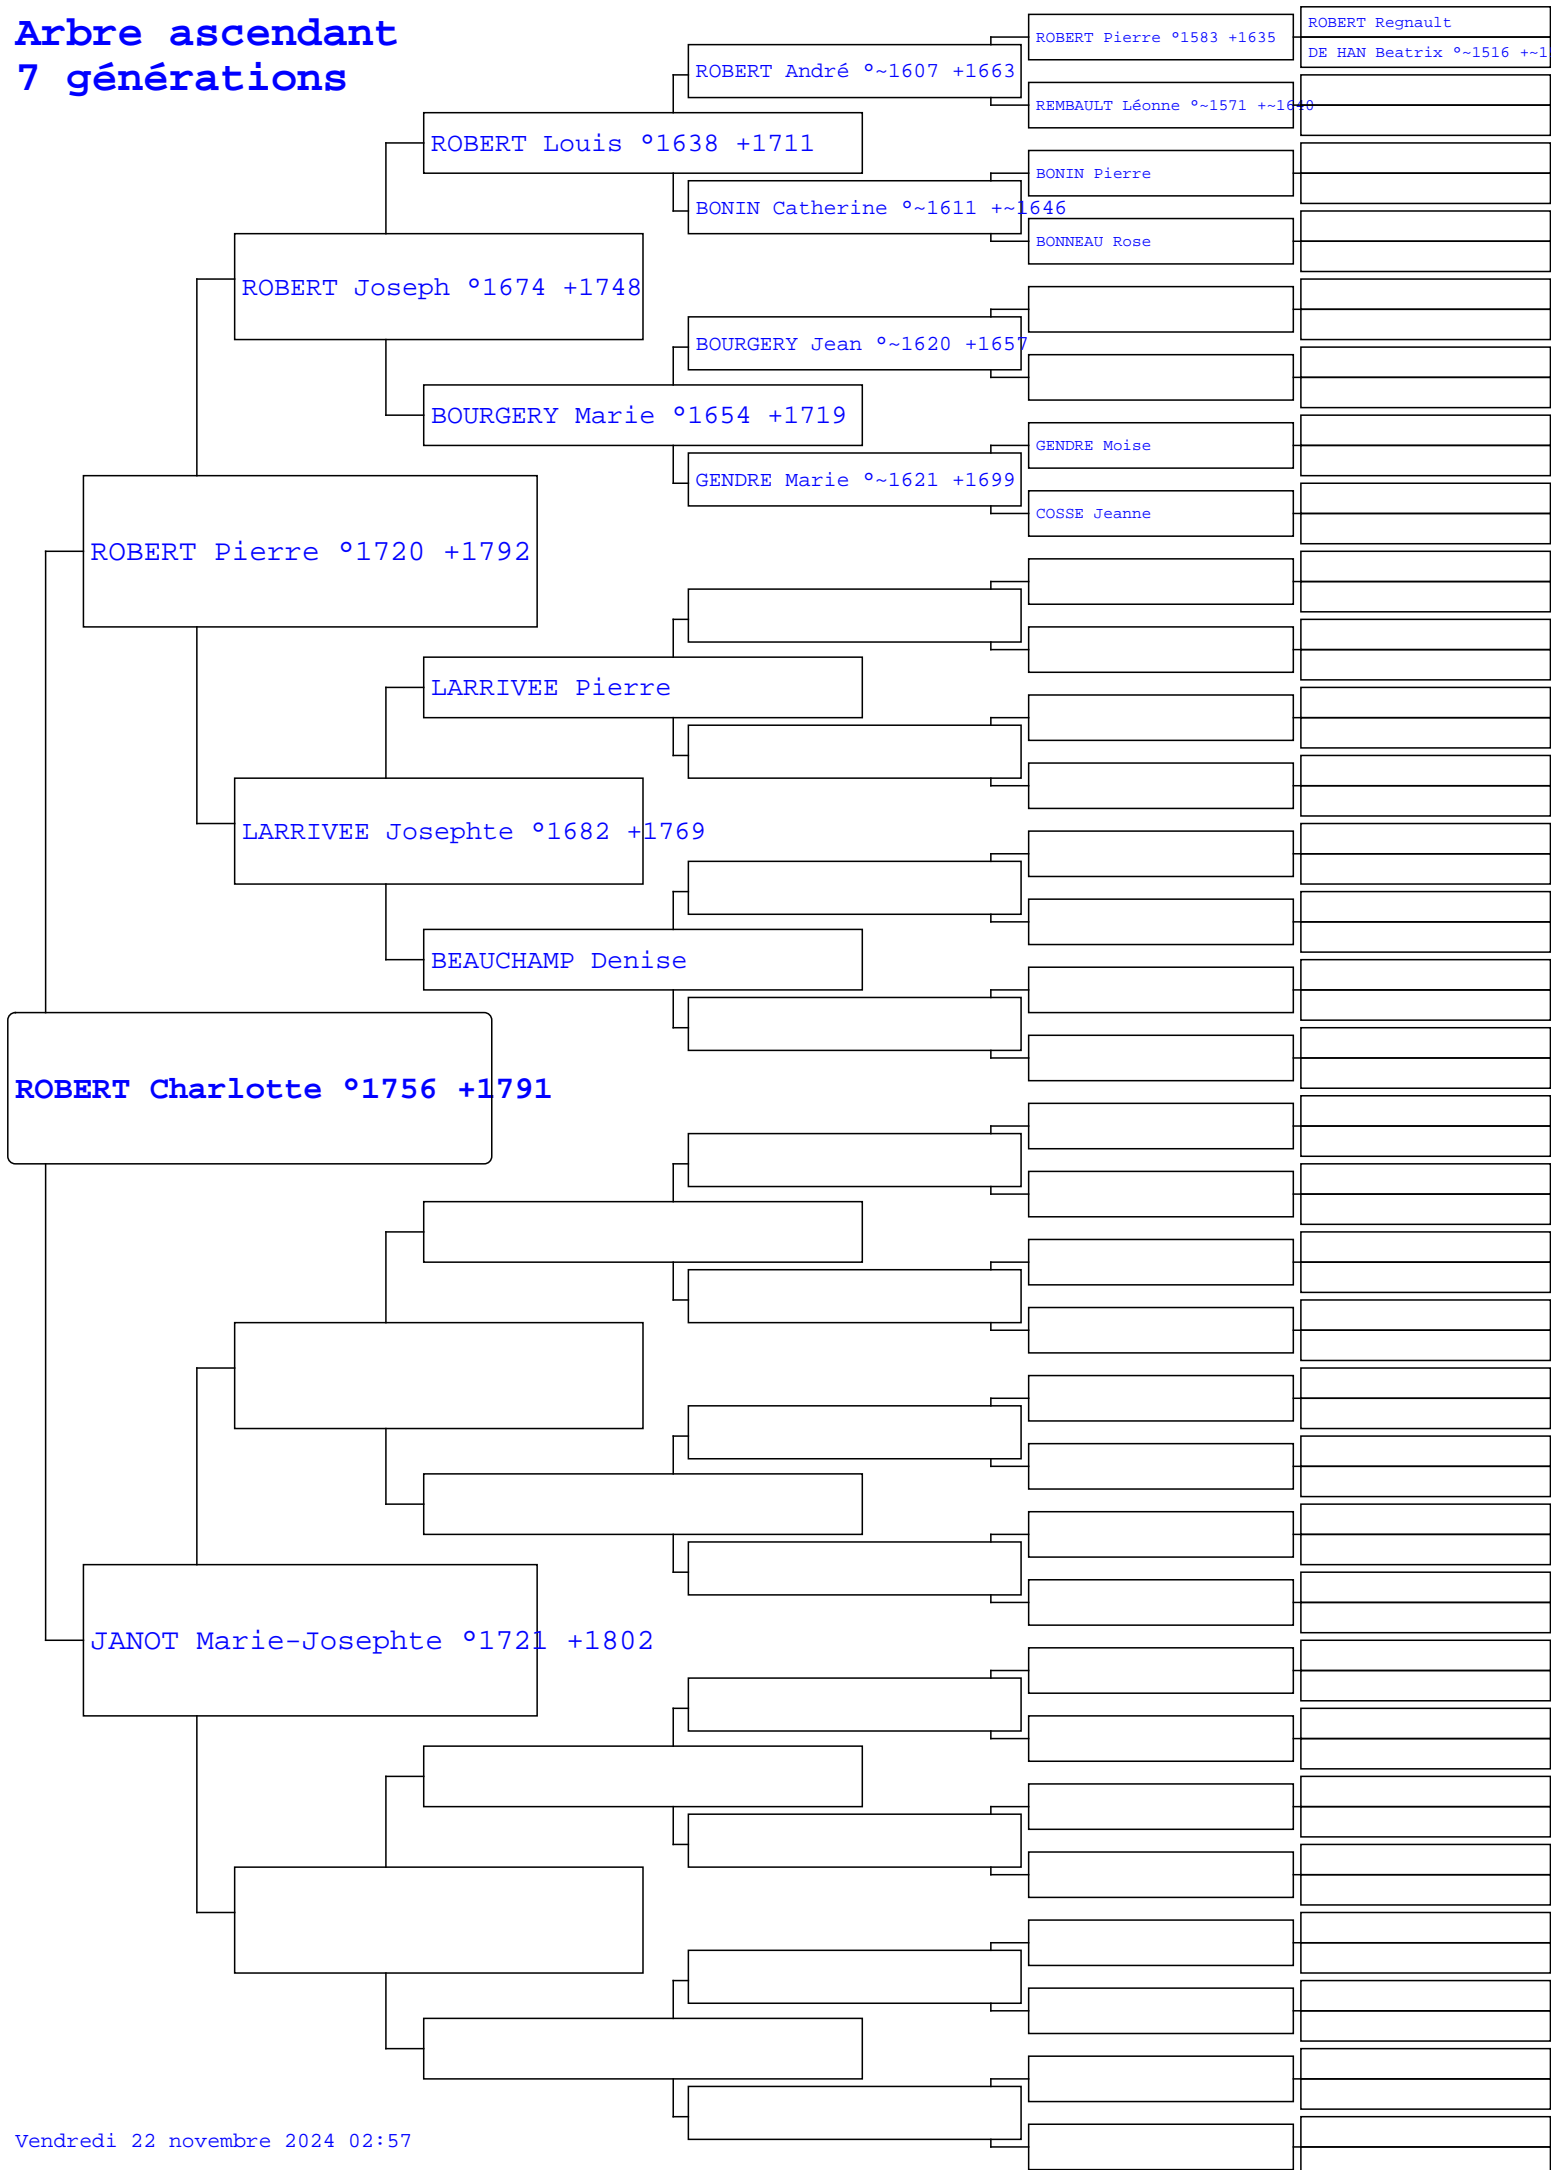 Arbre ascendant
7 générations
ROBERT Regnault
ROBERT Pierre °1583 +1635
DE HAN Beatrix °~1516 +~1
ROBERT André °~1607 +1663
REMBAULT Léonne °~1571 +~1640
ROBERT Louis °1638 +1711
BONIN Pierre
BONIN Catherine °~1611 +~1646
BONNEAU Rose
ROBERT Joseph °1674 +1748
BOURGERY Jean °~1620 +1657
BOURGERY Marie °1654 +1719
GENDRE Moise
GENDRE Marie °~1621 +1699
COSSE Jeanne
ROBERT Pierre °1720 +1792
LARRIVEE Pierre
LARRIVEE Josephte °1682 +1769
BEAUCHAMP Denise
ROBERT Charlotte °1756 +1791
JANOT Marie-Josephte °1721 +1802
Vendredi 22 novembre 2024 02:57